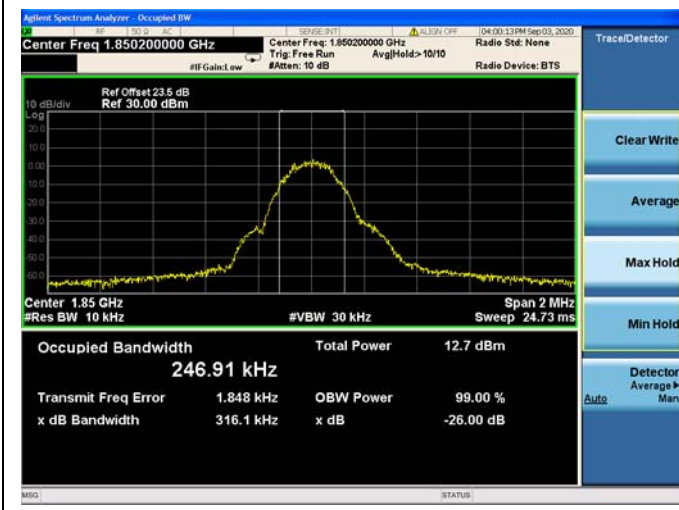 Agilent Spectrum Analyzer - Occupied BW
RF 50 Ω AC SENSE:INT ALIGN OFF 04:00:13PM Sep 03, 2020
Center Freq 1.850200000 GHz Center Freq: 1.850200000 GHz Radio Std: None
Trig: Free Run Avg|Hold:> 10/10
#IFGain:Low #Atten: 10 dB Radio Device: BTS
Trace/Detector
Ref Offset 23.5 dB
10 dB/div Ref 30.00 dBm
Log
20.0
10.0
0.00
10.0
20.0
30.0
40.0
50.0
60.0
Center 1.85 GHz Span 2 MHz
#Res BW 10 kHz #VBW 30 kHz Sweep 24.73 ms
Occupied Bandwidth Total Power 12.7 dBm
246.91 kHz
Transmit Freq Error 1.848 kHz OBW Power 99.00 %
x dB Bandwidth 316.1 kHz x dB -26.00 dB
Clear Write
Average
Max Hold
Min Hold
Detector
Average
Auto Man
MSG STATUS